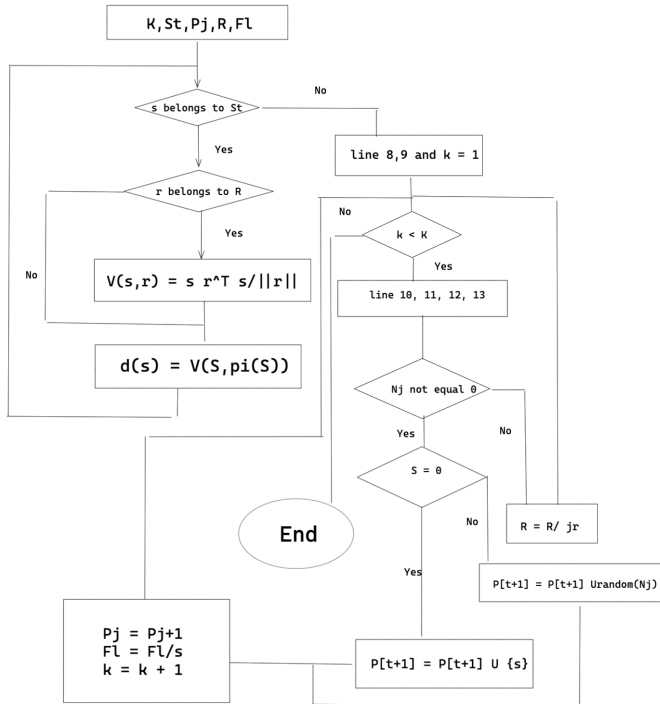 K,St,Pj,R,Fl
s belongs to St
No
Yes
line 8,9 and k = 1
r belongs to R
No
k < K
Yes
Yes
No
V(s,r) = s r^T s/||r||
line 10, 11, 12, 13
d(s) = V(S,pi(S))
Nj not equal 0
Yes
No
S = 0
End
No
R = R/ jr
Yes
P[t+1] = P[t+1] Urandom(Nj)
Pj = Pj+1
Fl = Fl/s
k = k + 1
P[t+1] = P[t+1] U {s}